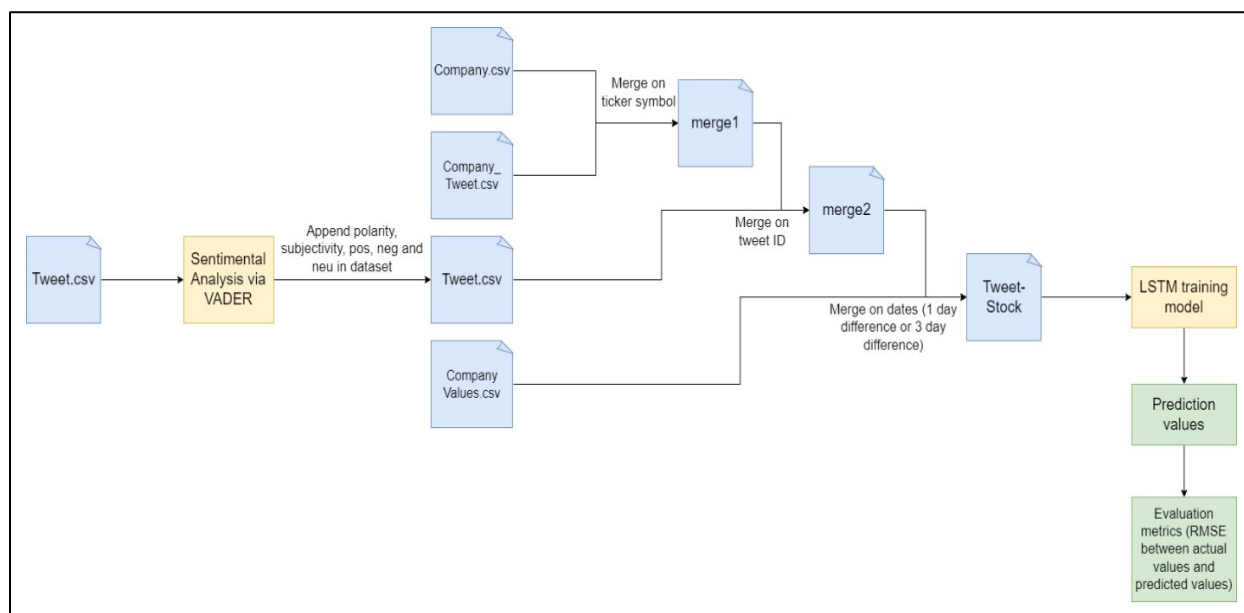 Company.csv
Merge on
ticker symbol
merge1
Company_
Tweet.csv
merge2
Merge on
tweet ID
Tweet.csv
Sentimental
Analysis via
VADER
Append polarity,
subjectivity, pos, neg and
neu in dataset
Tweet.csv
Merge on dates (1 day
difference or 3 day
difference)
Tweet-
Stock
LSTM training
model
Company
Values.csv
Prediction
values
Evaluation
metrics (RMSE
between actual
values and
predicted values)